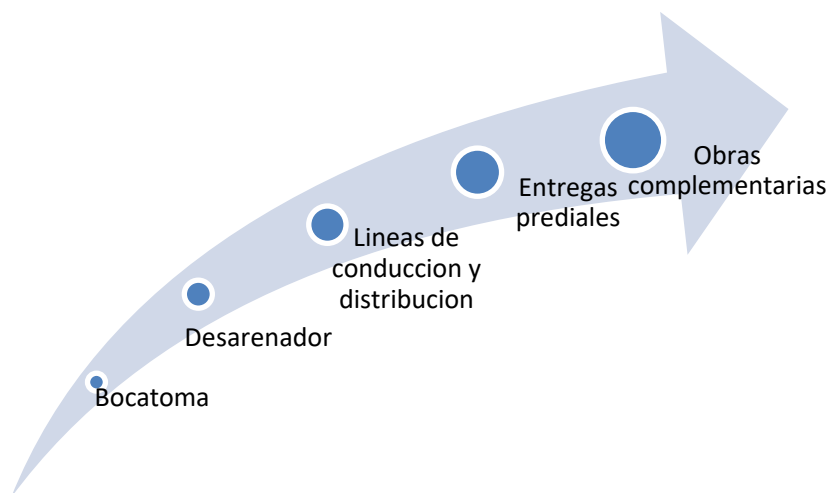 Bocatoma
Desarenador
Lineas de
conduccion y
distribucion
Entregas
prediales
Obras
complementarias